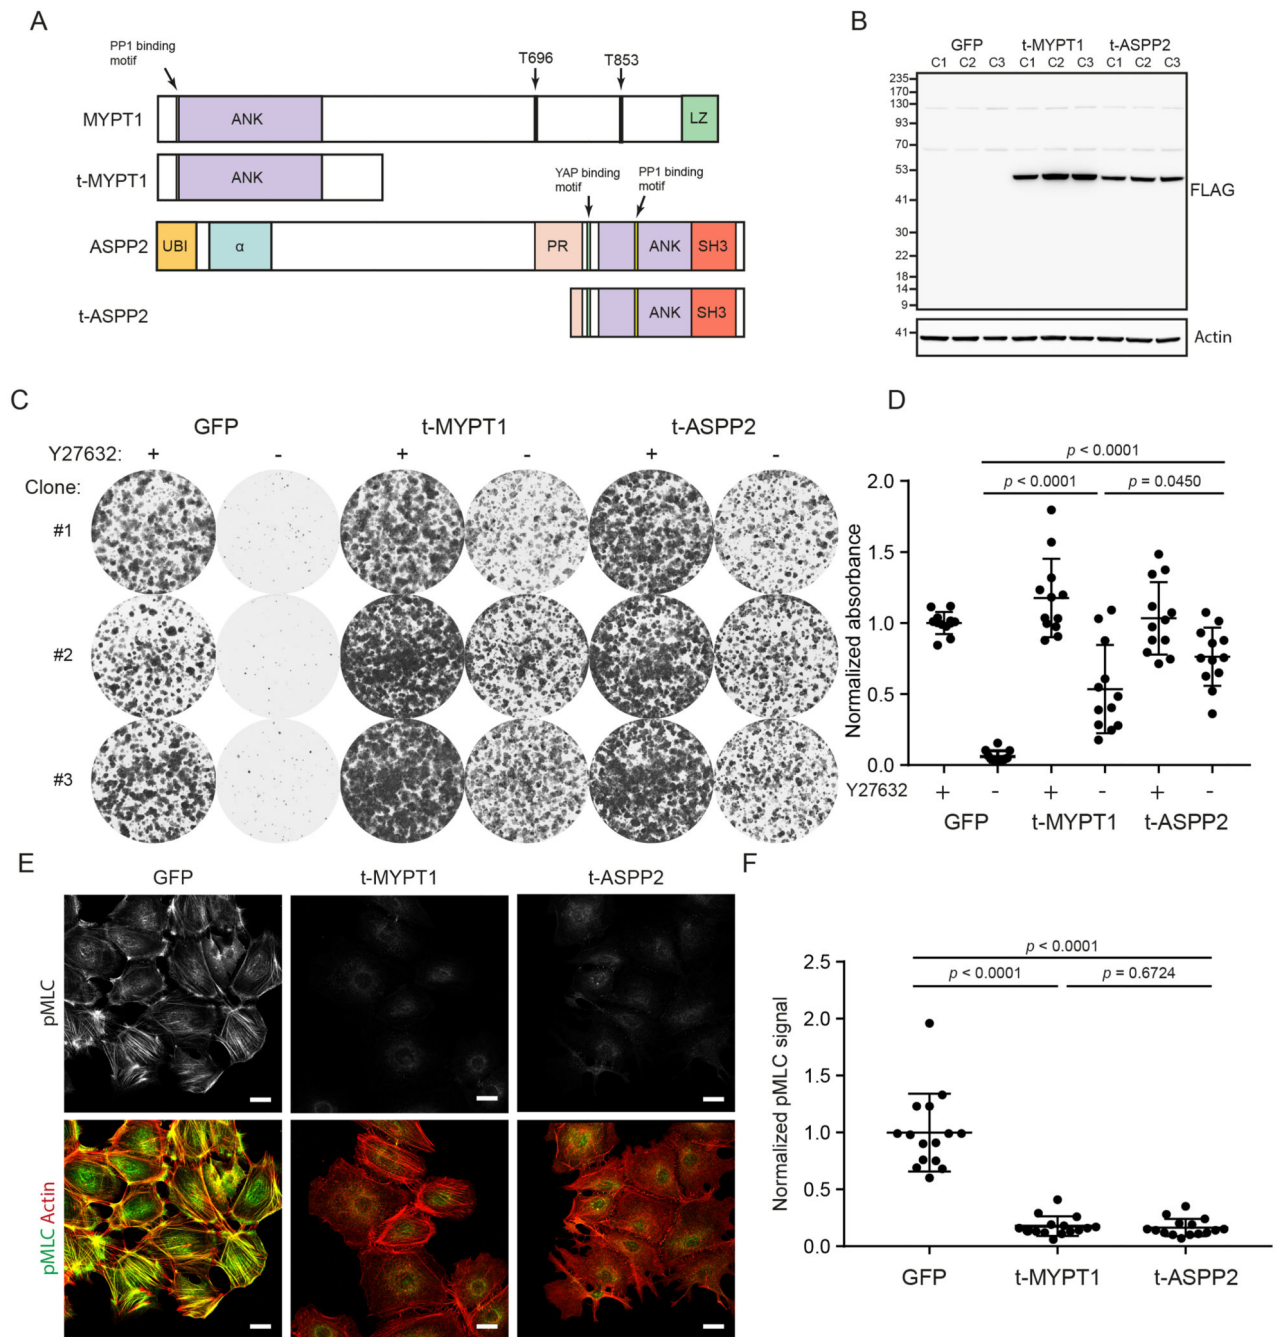 A
PP1 binding
motif
T696
T853
MYPT1
ANK
LZ
t-MYPT1
ANK
YAP binding
motif
PP1 binding
motif
ASPP2
UBI
α
PR
ANK
SH3
t-ASPP2
ANK
SH3
B
GFP t-MYPT1 t-ASPP2
C1 C2 C3 C1 C2 C3 C1 C2 C3
235
170
130
93
70
53
41
30
22
18
14
9
FLAG
41
Actin
C
GFP t-MYPT1 t-ASPP2
Y27632: + - + - + -
Clone:
#1
#2
#3
D
p < 0.0001
p < 0.0001 p = 0.0450
2.0
1.5
1.0
0.5
0.0
Normalized absorbance
Y27632 + - + - + -
GFP t-MYPT1 t-ASPP2
E
GFP t-MYPT1 t-ASPP2
pMLC
pMLC Actin
F
p < 0.0001
p < 0.0001 p = 0.6724
2.5
2.0
1.5
1.0
0.5
0.0
Normalized pMLC signal
GFP t-MYPT1 t-ASPP2